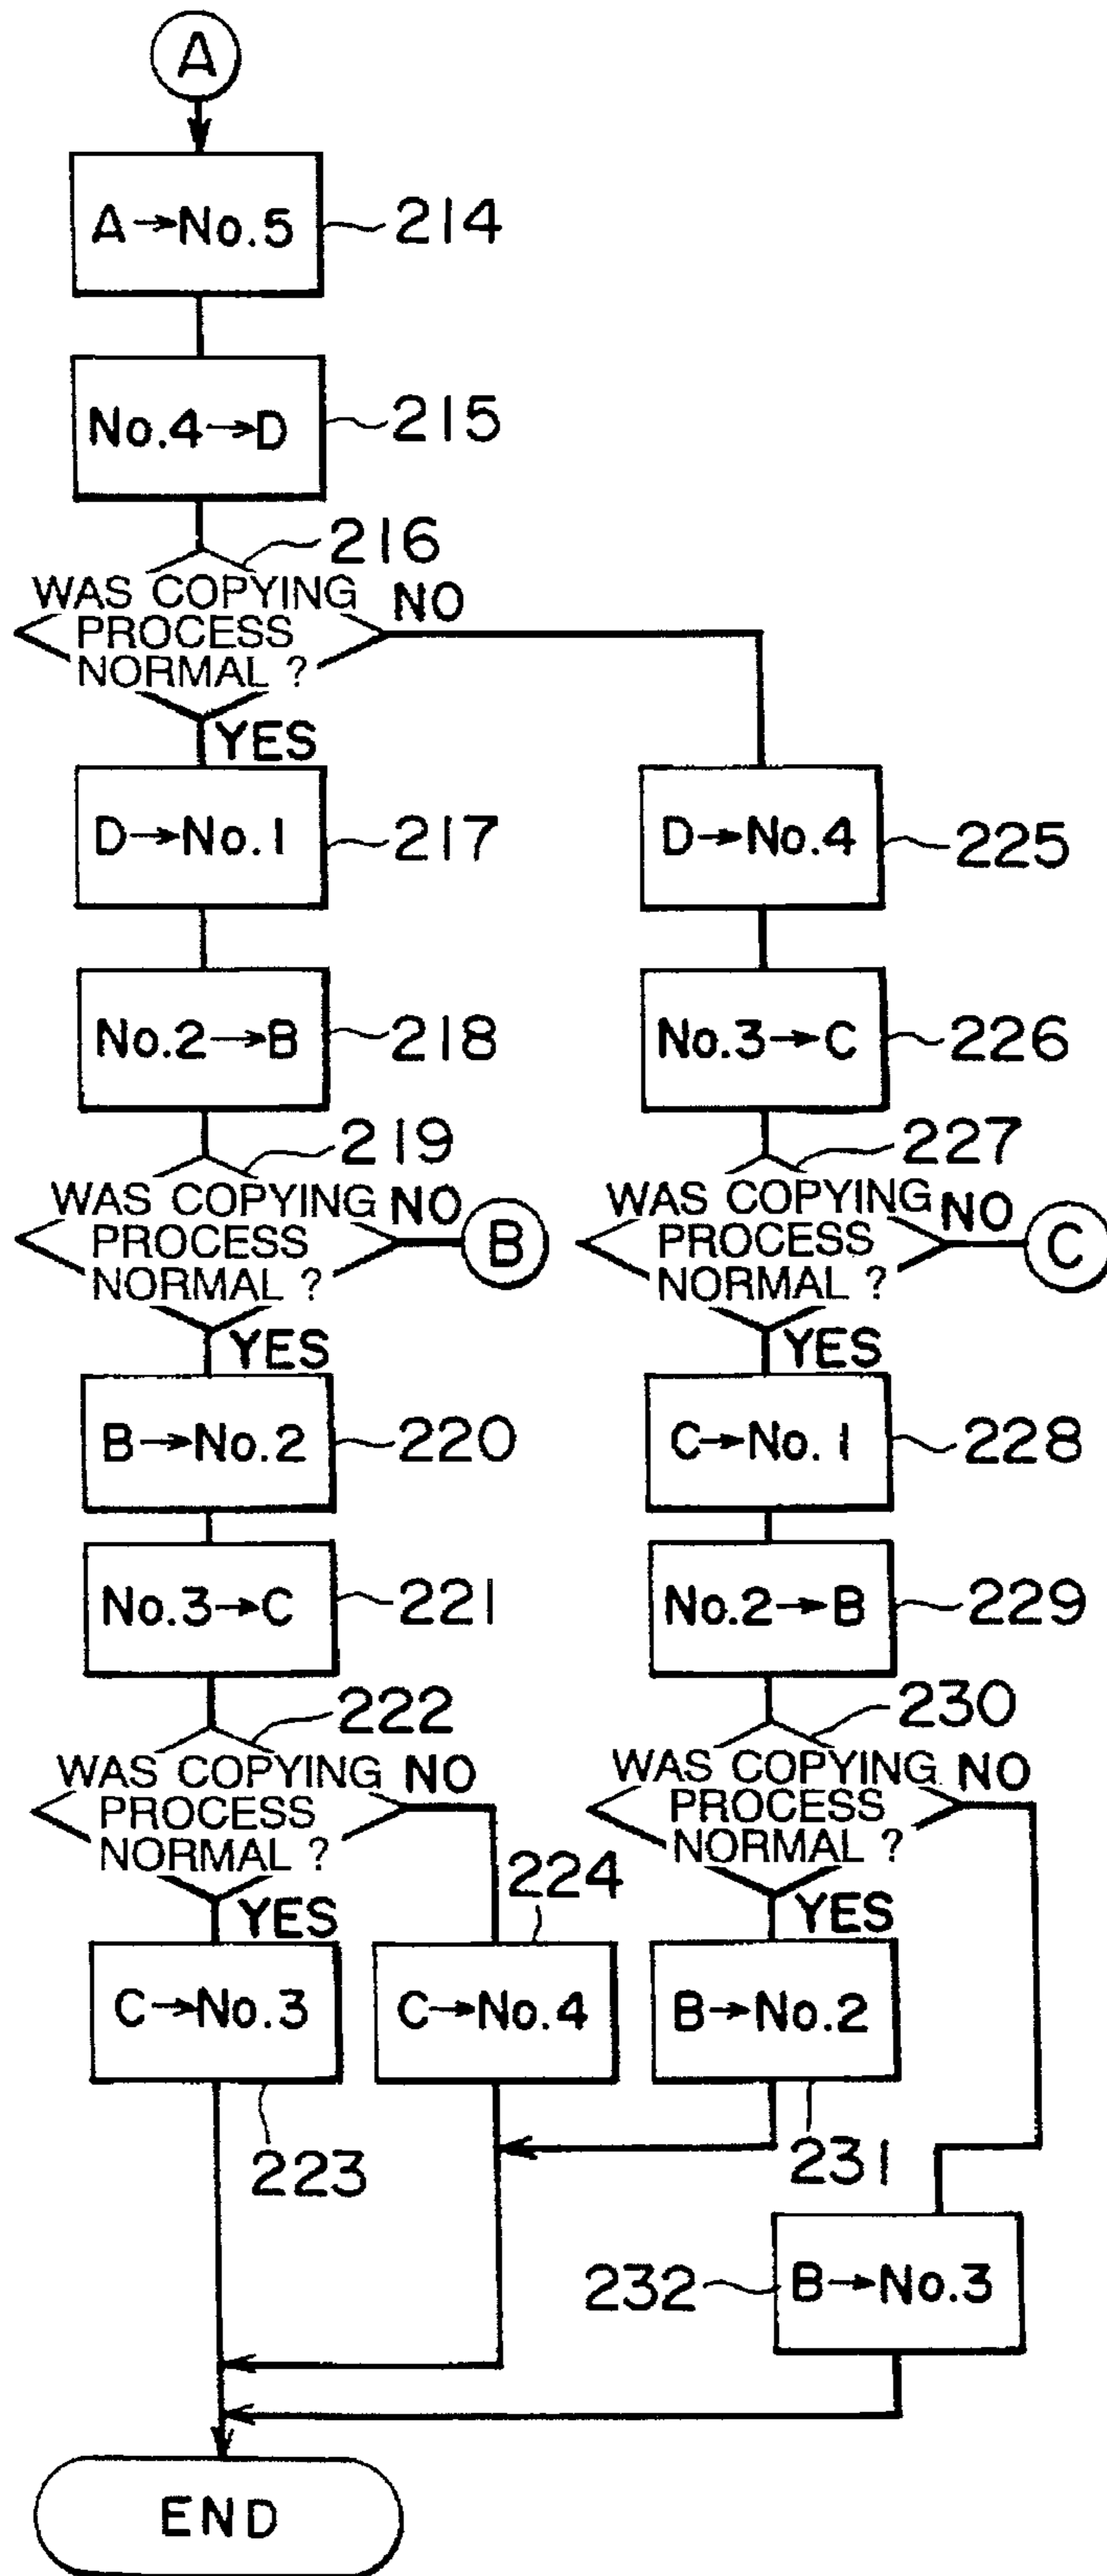 A
A→No.5
214
No.4→D
215
216
WAS COPYING
PROCESS
NORMAL ?
NO
YES
D→No.1
217
D→No.4
225
No.2→B
218
No.3→C
226
219
WAS COPYING
PROCESS
NORMAL ?
NO
B
YES
227
WAS COPYING
PROCESS
NORMAL ?
NO
C
YES
B→No.2
220
C→No.1
228
No.3→C
221
No.2→B
229
222
WAS COPYING
PROCESS
NORMAL ?
NO
YES
230
WAS COPYING
PROCESS
NORMAL ?
NO
YES
224
C→No.3
C→No.4
B→No.2
223
231
232
B→No.3
END